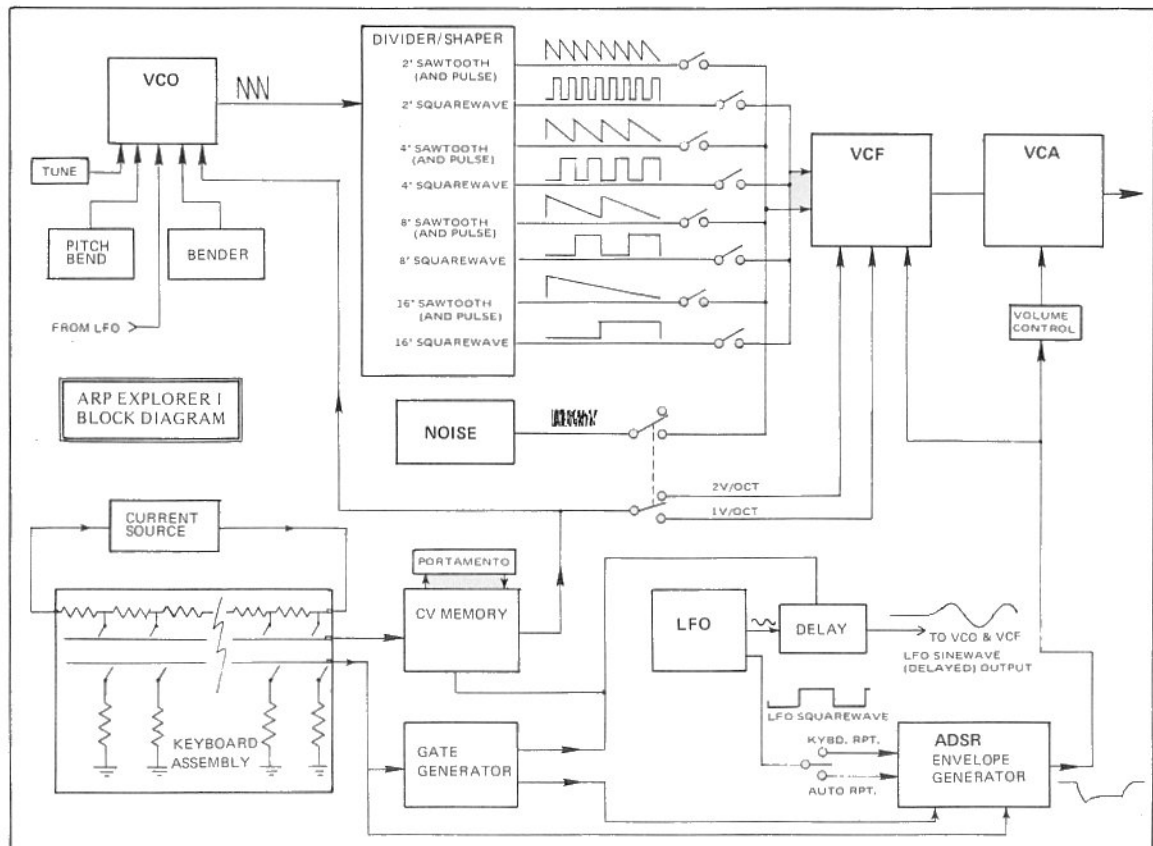 DIVIDER/SHAPER
VCO
2' SAWTOOTH
(AND PULSE)
2' SQUAREWAVE
4' SAWTOOTH
(AND PULSE)
4' SQUAREWAVE
8' SAWTOOTH
(AND PULSE)
8' SQUAREWAVE
16' SAWTOOTH
(AND PULSE)
16' SQUAREWAVE
VCF
VCA
TUNE
PITCH
BEND
BENDER
FROM LFO
VOLUME
CONTROL
ARP EXPLORER I
BLOCK DIAGRAM
NOISE
2V/OCT
1V/OCT
CURRENT
SOURCE
PORTAMENTO
CV MEMORY
LFO
DELAY
TO VCO & VCF
LFO SINEWAVE
(DELAYED) OUTPUT
LFO SQUAREWAVE
KEYBOARD
ASSEMBLY
GATE
GENERATOR
KYBD. RPT.
AUTO RPT.
ADSR
ENVELOPE
GENERATOR